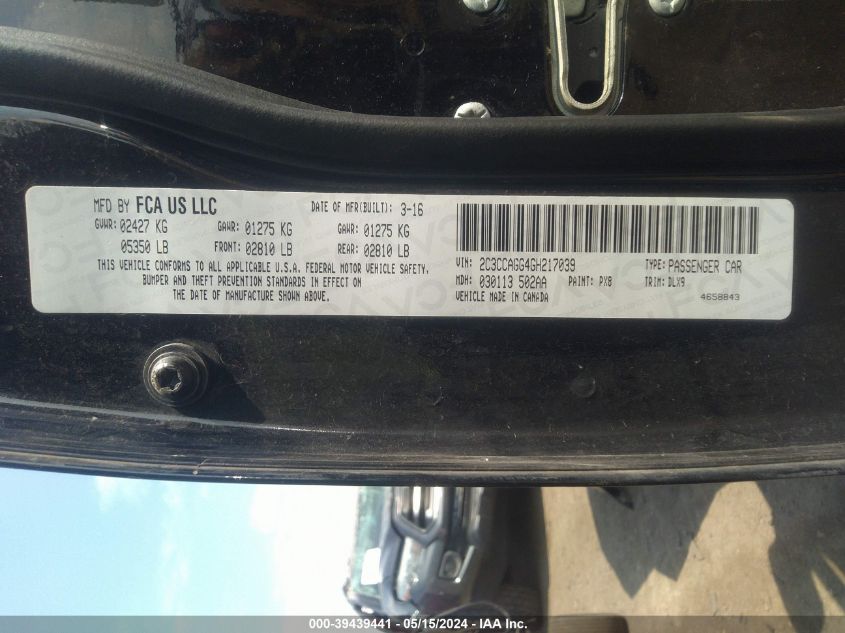 MFD BY FCA US LLC DATE OF MFR(BUILT): 3-16
GVWR: 02427 KG GAWR: 01275 KG GAWR: 01275 KG
05350 LB FRONT: 02810 LB REAR: 02810 LB
THIS VEHICLE CONFORMS TO ALL APPLICABLE U.S.A. FEDERAL MOTOR VEHICLE SAFETY,
BUMPER AND THEFT PREVENTION STANDARDS IN EFFECT ON
THE DATE OF MANUFACTURE SHOWN ABOVE.
VIN: 2C3CCAGG4GH217039 TYPE: PASSENGER CAR
MDH: 030113 502AA PAINT: PX8 TRIM: DLX9
VEHICLE MADE IN CANADA 4658843
000-39439441 - 05/15/2024 - IAA Inc.